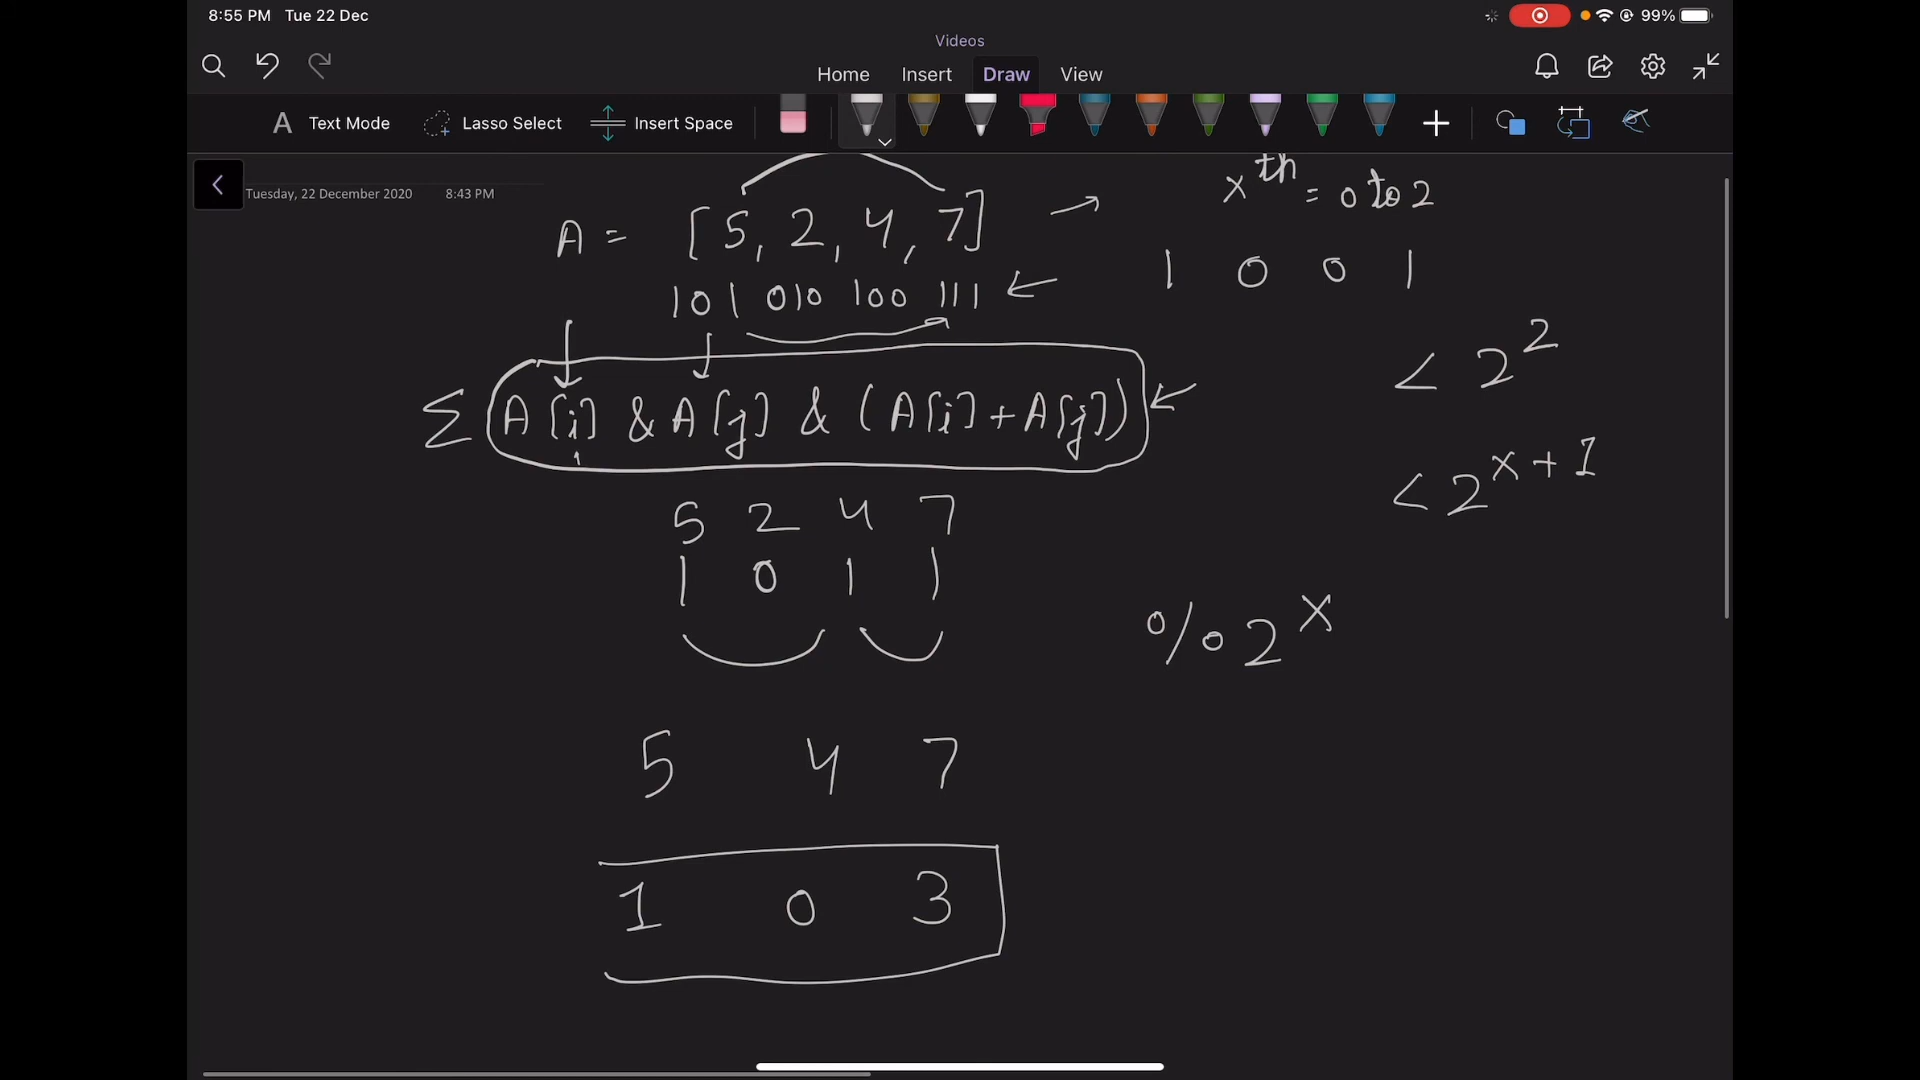 8:55 PM Tue 22 Dec
99%
Videos
Home Insert Draw View
A Text Mode Lasso Select Insert Space
Tuesday, 22 December 2020 8:43 PM
A = [5, 2, 4, 7]
x th = 0 to 2
101 010 100 111
1 0 0 1
< 2^2
Σ (A[i] & A[j] & (A[i]+A[j]))
< 2^x+1
5 2 4 7
1 0 1 1
% 2^x
5 4 7
1 0 3